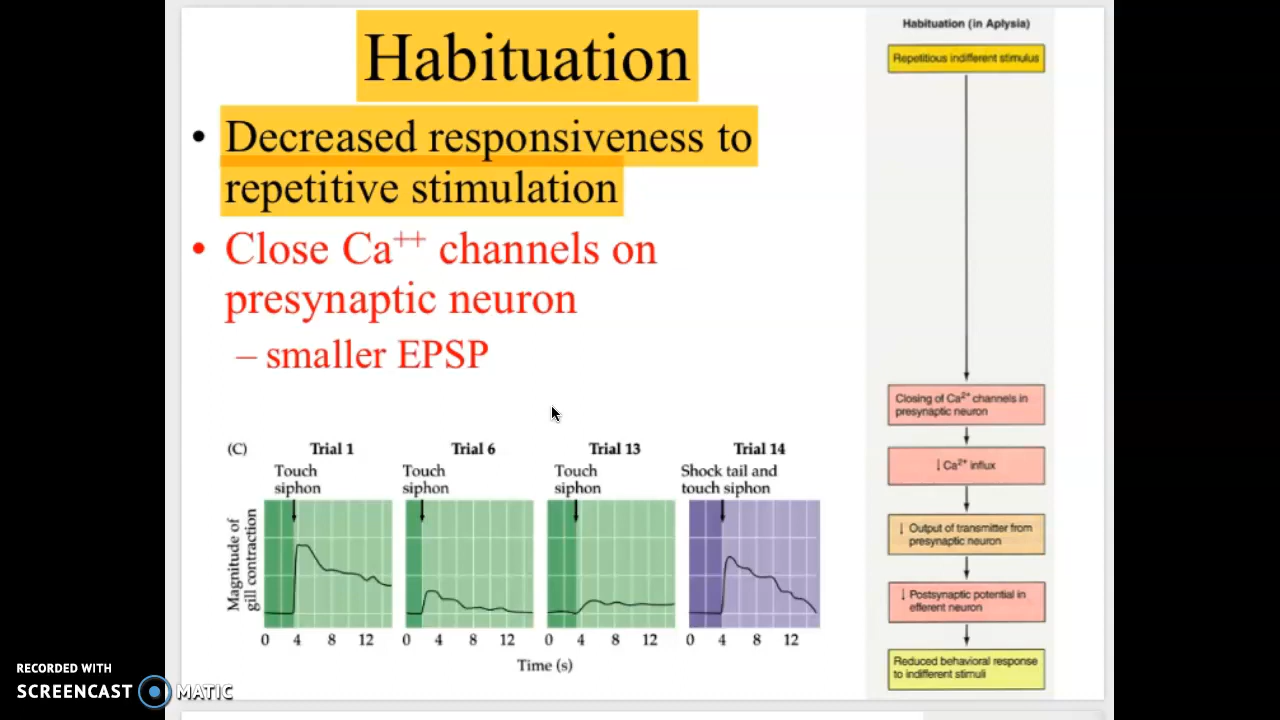 Habituation
• Decreased responsiveness to
repetitive stimulation
• Close Ca⁺⁺ channels on
presynaptic neuron
– smaller EPSP
(C)
Trial 1
Touch
siphon
Trial 6
Touch
siphon
Trial 13
Touch
siphon
Trial 14
Shock tail and
touch siphon
Magnitude of
gill contraction
0 4 8 12
0 4 8 12
0 4 8 12
0 4 8 12
Time (s)
Habituation (in Aplysia)
Repetitious indifferent stimulus
Closing of Ca²⁺ channels in
presynaptic neuron
↓ Ca²⁺ influx
↓ Output of transmitter from
presynaptic neuron
↓ Postsynaptic potential in
efferent neuron
Reduced behavioral response
to indifferent stimuli
RECORDED WITH
SCREENCAST MATIC